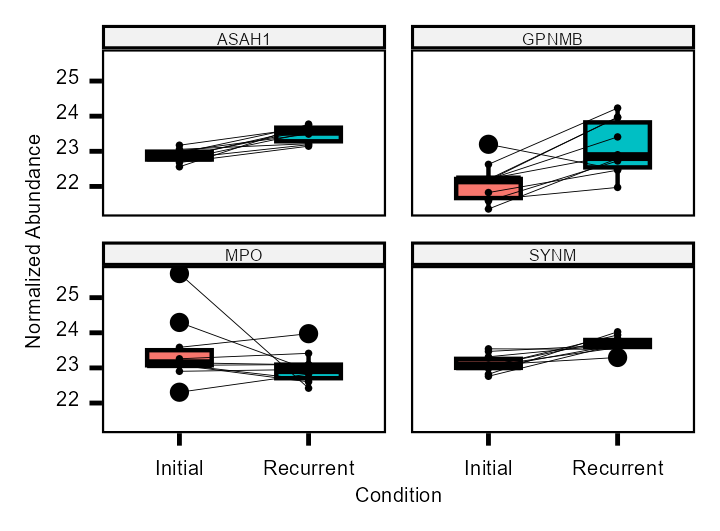 ASAH1 GPNMB
25
24
23
22
MPO SYNM
25
24
23
22
Normalized Abundance
Initial Recurrent Initial Recurrent
Condition